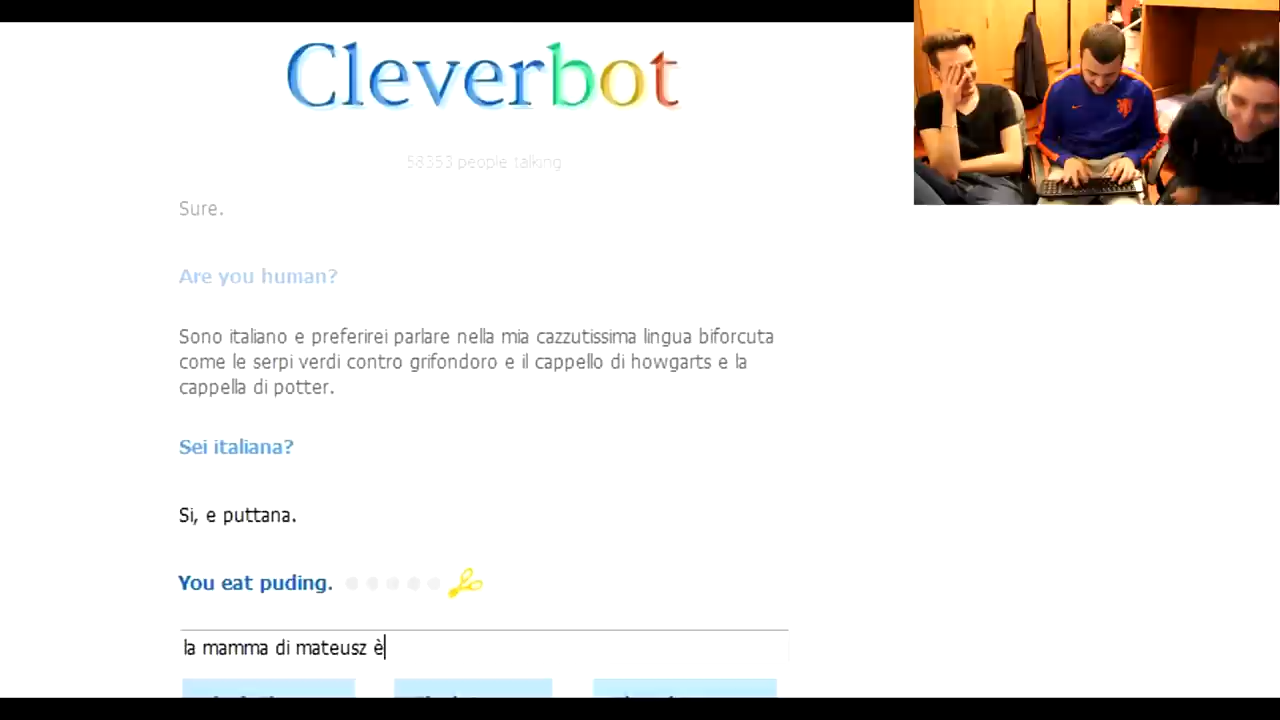 Cleverbot
58353 people talking
Sure.
Are you human?
Sono italiano e preferirei parlare nella mia cazzutissima lingua biforcuta
come le serpi verdi contro grifondoro e il cappello di howgarts e la
cappella di potter.
Sei italiana?
Si, e puttana.
You eat puding.
la mamma di mateusz è